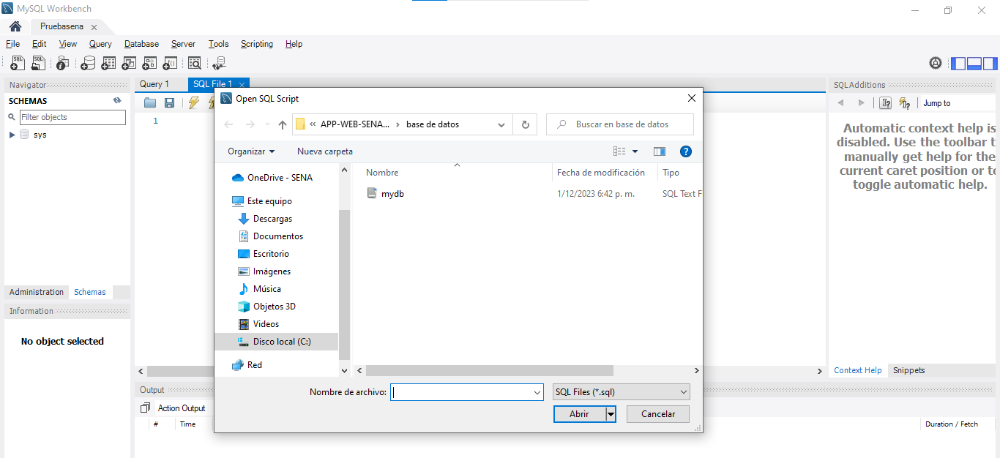 MySQL Workbench
Pruebasena
File Edit View Query Database Server Tools Scripting Help
Navigator
SCHEMAS
Filter objects
sys
Administration Schemas
Information
No object selected
Query 1 SQL File 1
1
Open SQL Script
« APP-WEB-SENA... › base de datos
Buscar en base de datos
Organizar Nueva carpeta
OneDrive - SENA
Este equipo
Descargas
Documentos
Escritorio
Imágenes
Música
Objetos 3D
Videos
Disco local (C:)
Red
Nombre Fecha de modificación Tipo
mydb 1/12/2023 6:42 p. m. SQL Text F
Nombre de archivo:
SQL Files (*.sql)
Abrir Cancelar
SQLAdditions
Jump to
Automatic context help is
disabled. Use the toolbar t
manually get help for the
current caret position or to
toggle automatic help.
Context Help Snippets
Output
Action Output
# Time Duration / Fetch